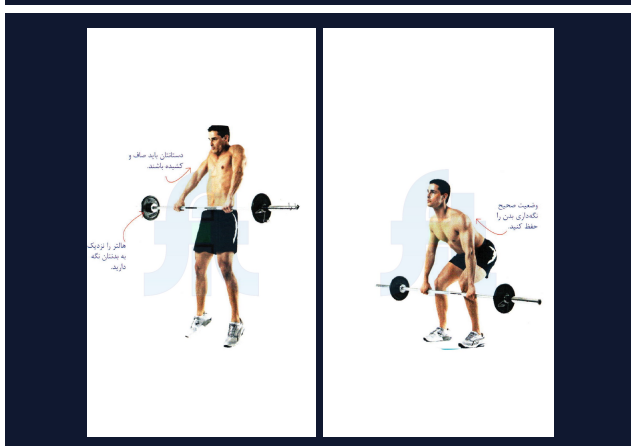 وضعیت صحیح
نگه‌داری بدن را
حفظ کنید.
دستانتان باید صاف و
کشیده باشند.
هالتر را نزدیک
به بدنتان نگه
دارید.